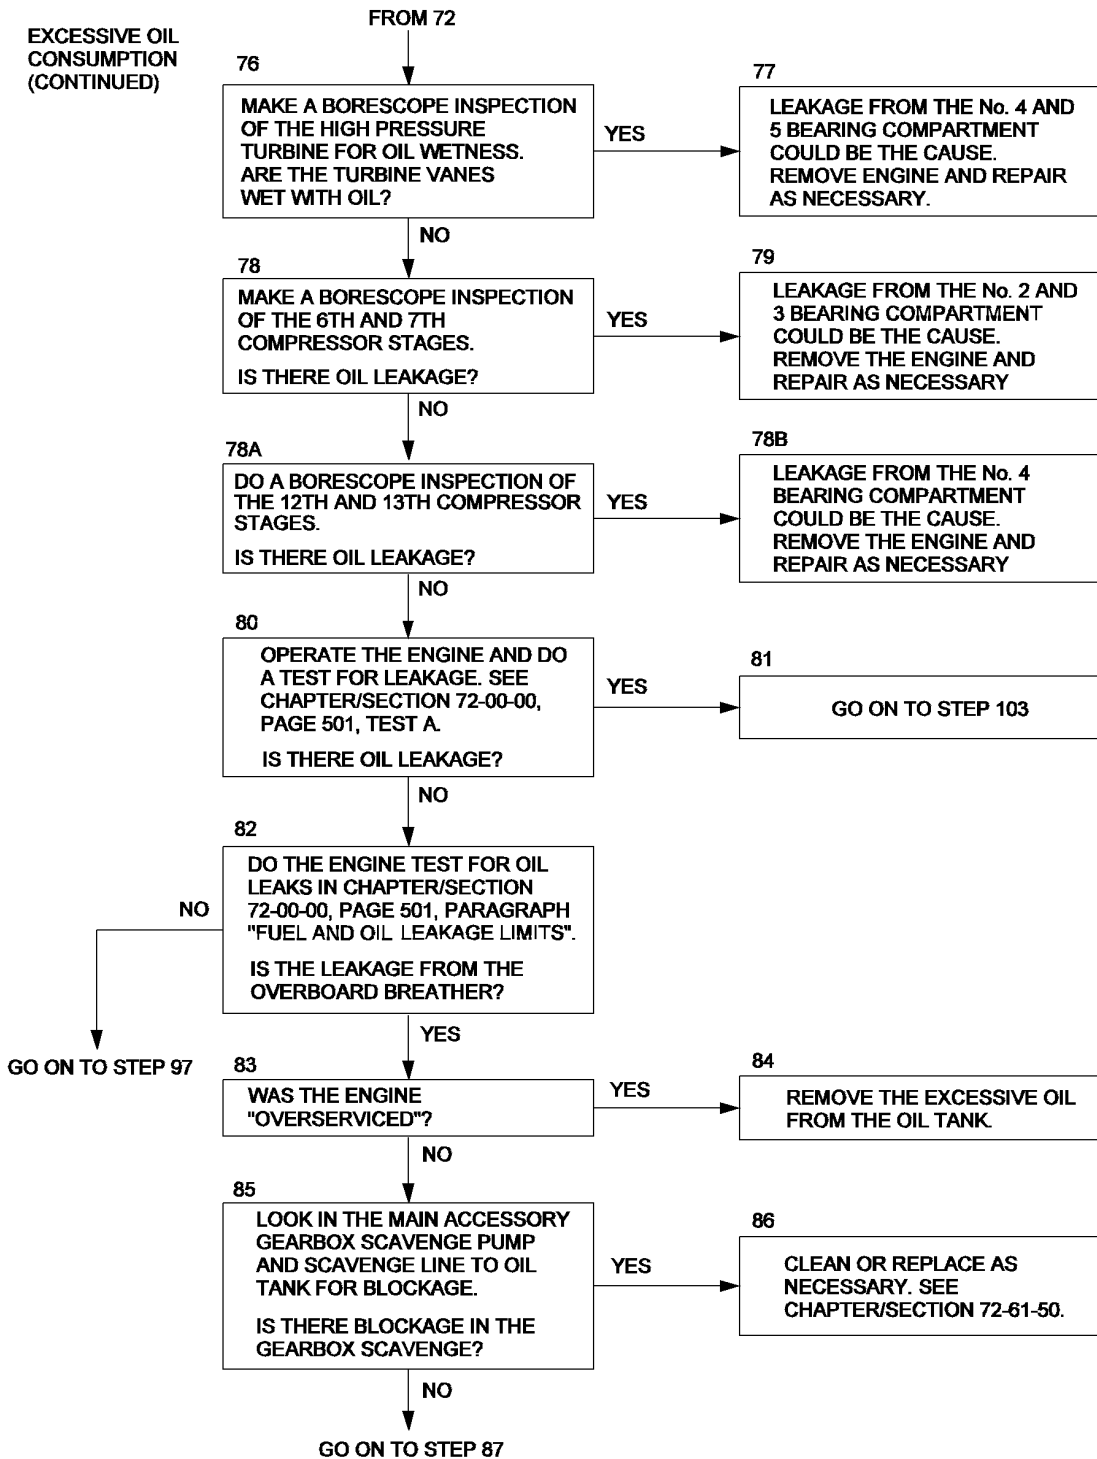 EXCESSIVE OIL
CONSUMPTION
(CONTINUED)
FROM 72
76
MAKE A BORESCOPE INSPECTION
OF THE HIGH PRESSURE
TURBINE FOR OIL WETNESS.
ARE THE TURBINE VANES
WET WITH OIL?
YES
77
LEAKAGE FROM THE No. 4 AND
5 BEARING COMPARTMENT
COULD BE THE CAUSE.
REMOVE ENGINE AND REPAIR
AS NECESSARY.
NO
78
MAKE A BORESCOPE INSPECTION
OF THE 6TH AND 7TH
COMPRESSOR STAGES.
IS THERE OIL LEAKAGE?
YES
79
LEAKAGE FROM THE No. 2 AND
3 BEARING COMPARTMENT
COULD BE THE CAUSE.
REMOVE THE ENGINE AND
REPAIR AS NECESSARY
NO
78A
DO A BORESCOPE INSPECTION OF
THE 12TH AND 13TH COMPRESSOR
STAGES.
IS THERE OIL LEAKAGE?
YES
78B
LEAKAGE FROM THE No. 4
BEARING COMPARTMENT
COULD BE THE CAUSE.
REMOVE THE ENGINE AND
REPAIR AS NECESSARY
NO
80
OPERATE THE ENGINE AND DO
A TEST FOR LEAKAGE. SEE
CHAPTER/SECTION 72-00-00,
PAGE 501, TEST A.
IS THERE OIL LEAKAGE?
YES
81
GO ON TO STEP 103
NO
82
DO THE ENGINE TEST FOR OIL
LEAKS IN CHAPTER/SECTION
72-00-00, PAGE 501, PARAGRAPH
"FUEL AND OIL LEAKAGE LIMITS".
IS THE LEAKAGE FROM THE
OVERBOARD BREATHER?
NO
GO ON TO STEP 97
YES
83
WAS THE ENGINE
"OVERSERVICED"?
YES
84
REMOVE THE EXCESSIVE OIL
FROM THE OIL TANK.
NO
85
LOOK IN THE MAIN ACCESSORY
GEARBOX SCAVENGE PUMP
AND SCAVENGE LINE TO OIL
TANK FOR BLOCKAGE.
IS THERE BLOCKAGE IN THE
GEARBOX SCAVENGE?
YES
86
CLEAN OR REPLACE AS
NECESSARY. SEE
CHAPTER/SECTION 72-61-50.
NO
GO ON TO STEP 87